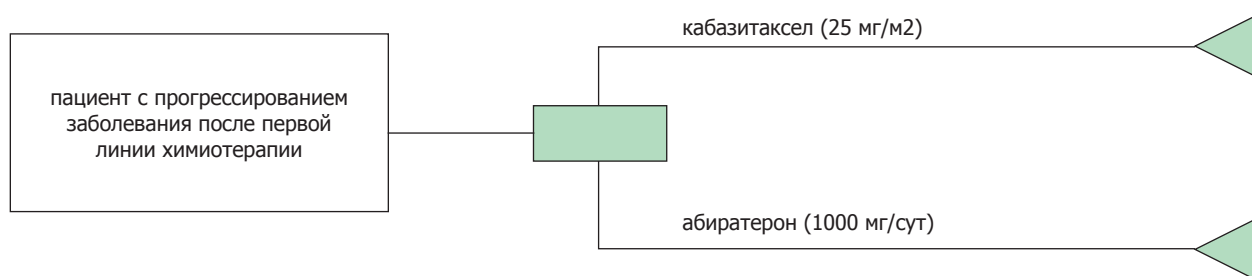 кабазитаксел (25 мг/м2)
пациент с прогрессированием
заболевания после первой
линии химиотерапии
абиратерон (1000 мг/сут)